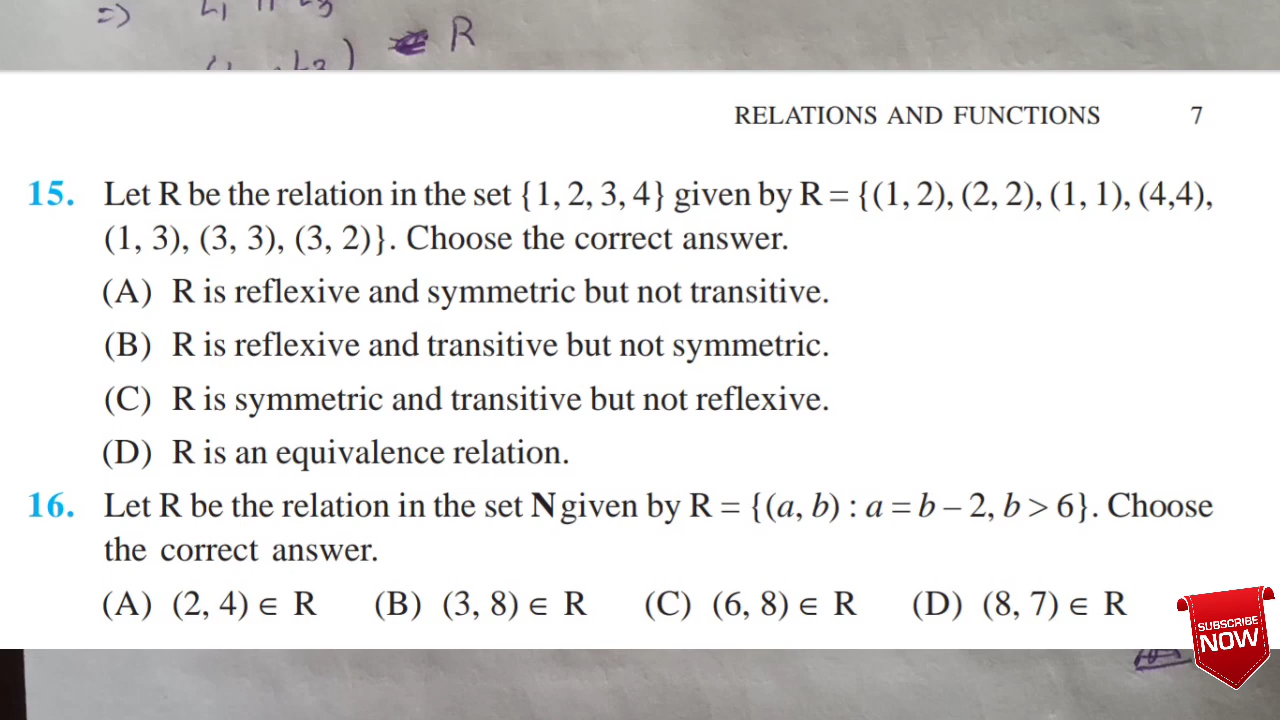 => L₁ || L₃
R
RELATIONS AND FUNCTIONS 7
15. Let R be the relation in the set {1, 2, 3, 4} given by R = {(1, 2), (2, 2), (1, 1), (4,4),
(1, 3), (3, 3), (3, 2)}. Choose the correct answer.
(A) R is reflexive and symmetric but not transitive.
(B) R is reflexive and transitive but not symmetric.
(C) R is symmetric and transitive but not reflexive.
(D) R is an equivalence relation.
16. Let R be the relation in the set N given by R = {(a, b) : a = b – 2, b > 6}. Choose
the correct answer.
(A) (2, 4) ∈ R (B) (3, 8) ∈ R (C) (6, 8) ∈ R (D) (8, 7) ∈ R
SUBSCRIBE
NOW